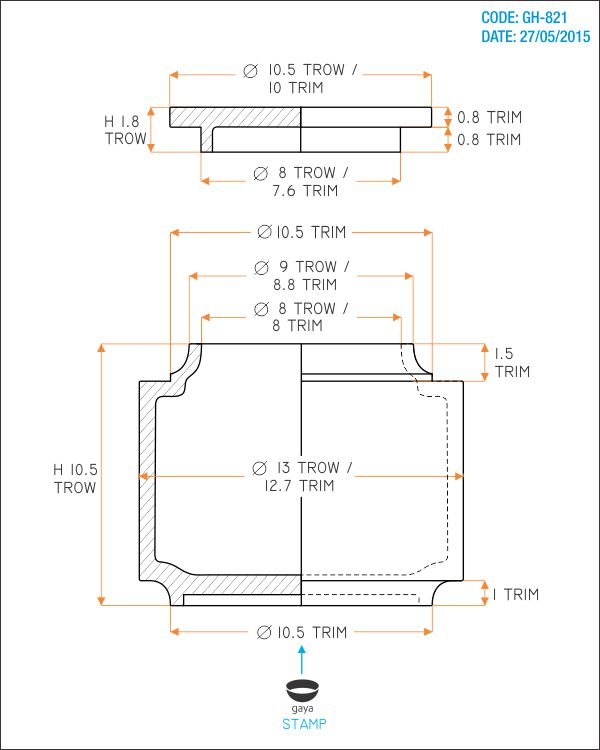 CODE: GH-821
DATE: 27/05/2015
Ø 10.5 TROW /
10 TRIM
H 1.8
TROW
0.8 TRIM
0.8 TRIM
Ø 8 TROW /
7.6 TRIM
Ø 10.5 TRIM
Ø 9 TROW /
8.8 TRIM
Ø 8 TROW /
8 TRIM
1.5
TRIM
H 10.5
TROW
Ø 13 TROW /
12.7 TRIM
1 TRIM
Ø 10.5 TRIM
gaya
STAMP